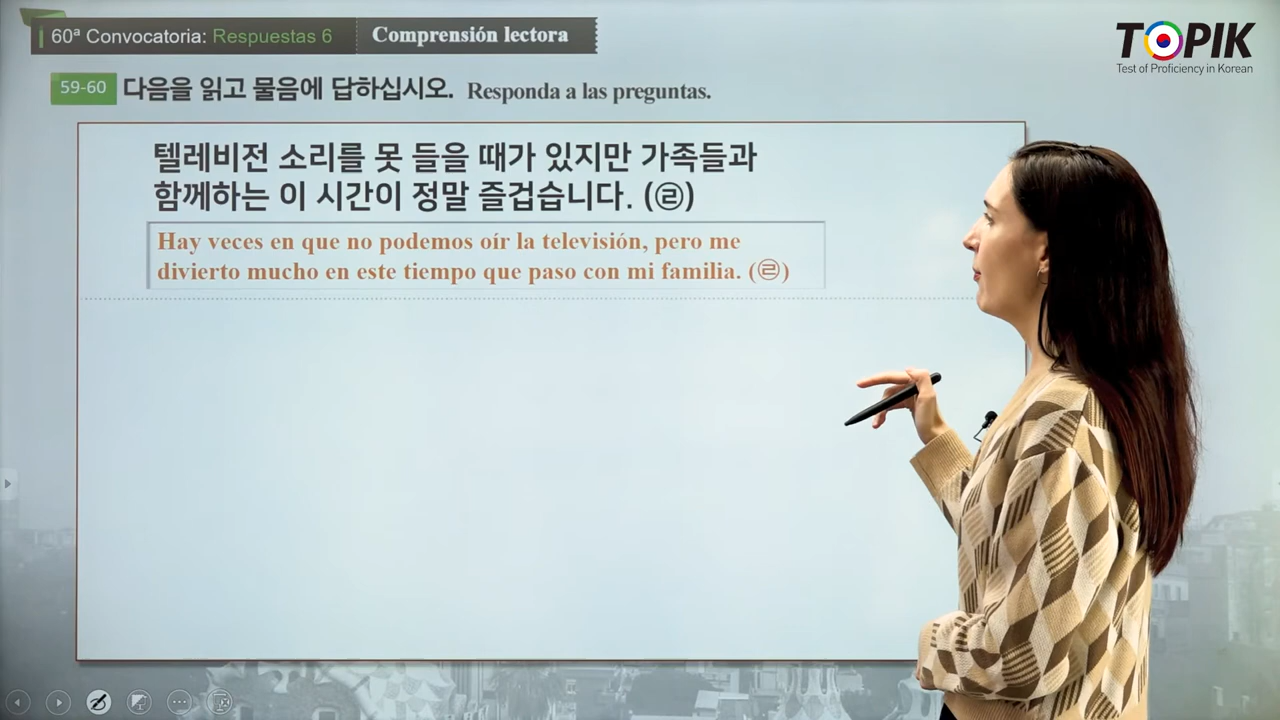 60ª Convocatoria: Respuestas 6 Comprensión lectora
TOPIK
Test of Proficiency in Korean
59-60 다음을 읽고 물음에 답하십시오. Responda a las preguntas.
텔레비전 소리를 못 들을 때가 있지만 가족들과
함께하는 이 시간이 정말 즐겁습니다. (㉣)
Hay veces en que no podemos oír la televisión, pero me
divierto mucho en este tiempo que paso con mi familia. (㉣)